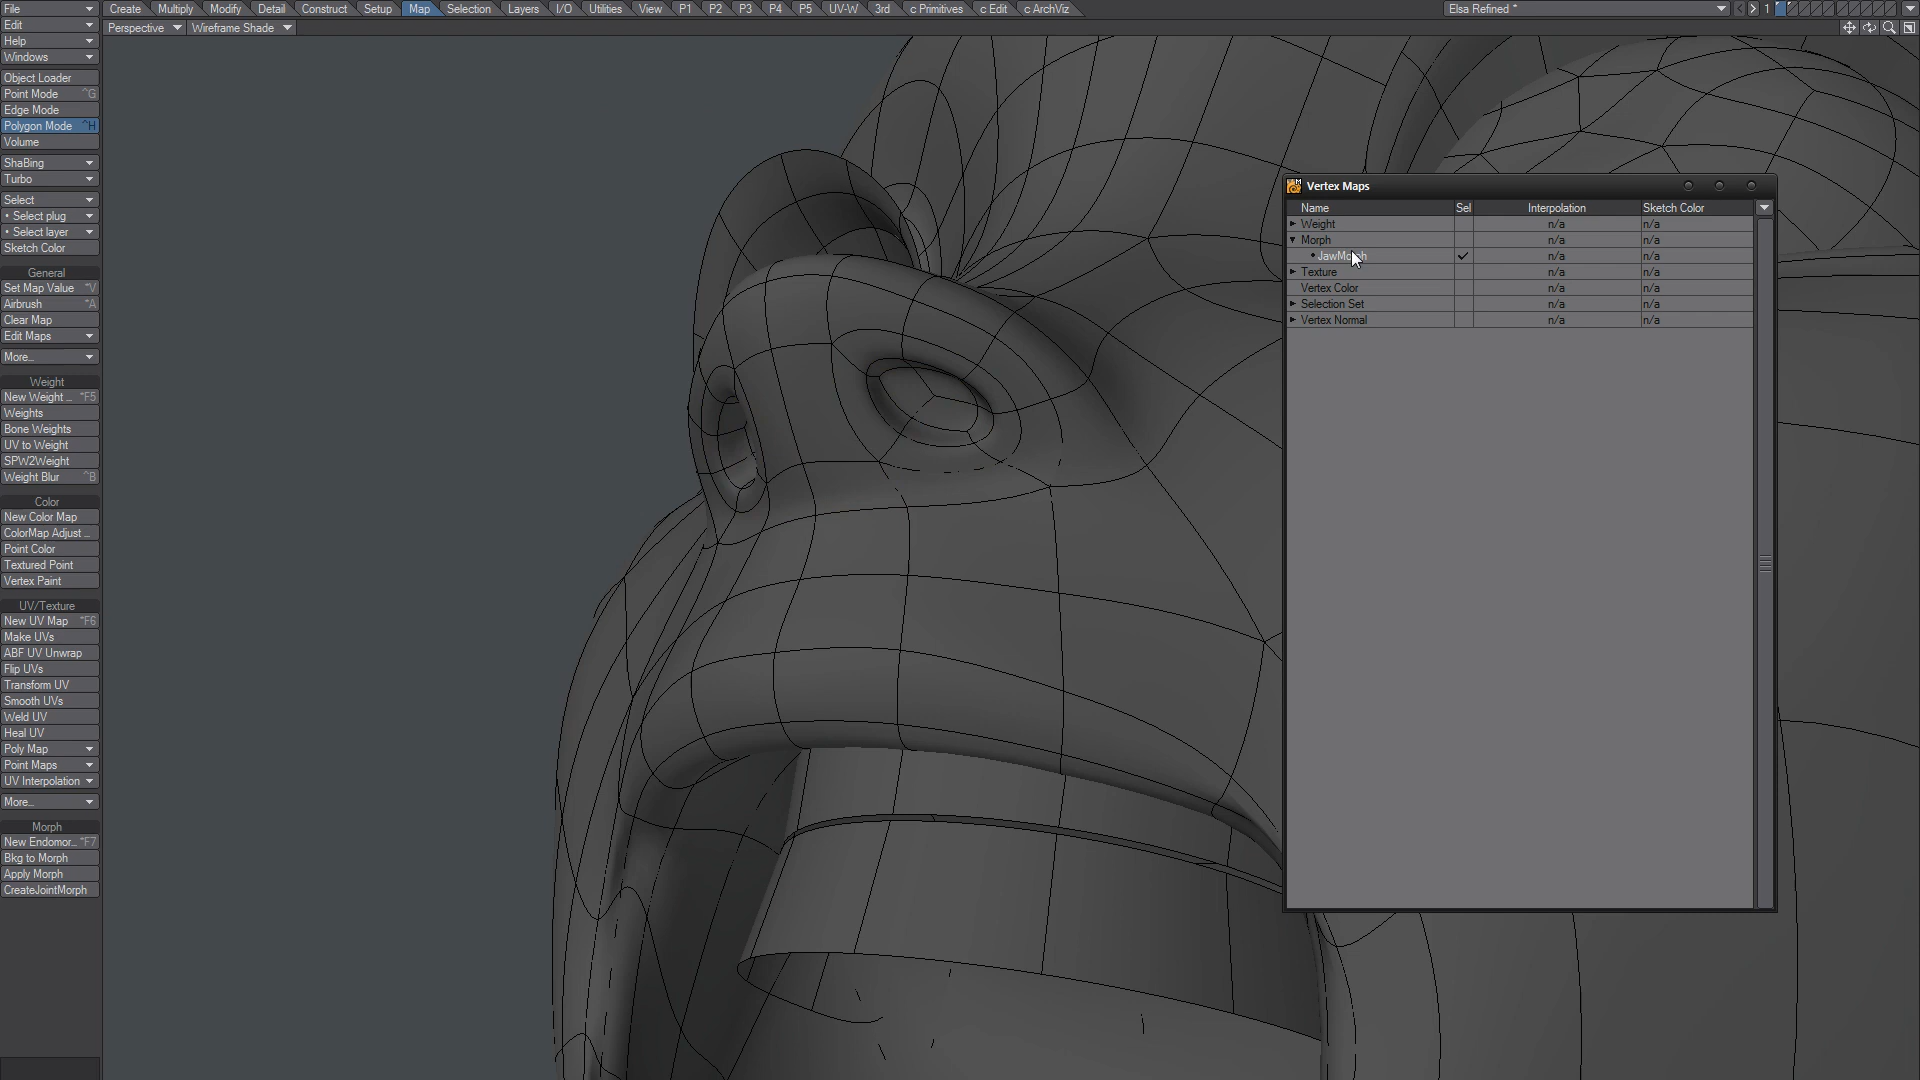 File Create Multiply Modify Detail Construct Setup Map Selection Layers I/O Utilities View P1 P2 P3 P4 P5 UV-W 3rd c Primitives c Edit c ArchViz Elsa Refined * < > 1
Edit Perspective Wireframe Shade
Help
Windows
Object Loader
Point Mode ^G
Edge Mode
Polygon Mode ^H
Volume
ShaBing
Turbo
Select
• Select plug
• Select layer
Sketch Color
General
Set Map Value *V
Airbrush *A
Clear Map
Edit Maps
More...
Weight
New Weight ... *F5
Weights
Bone Weights
UV to Weight
SPW2Weight
Weight Blur ^B
Color
New Color Map
ColorMap Adjust ...
Point Color
Textured Point
Vertex Paint
UV/Texture
New UV Map *F6
Make UVs
ABF UV Unwrap
Flip UVs
Transform UV
Smooth UVs
Weld UV
Heal UV
Poly Map
Point Maps
UV Interpolation
More...
Morph
New Endomor... *F7
Bkg to Morph
Apply Morph
CreateJointMorph
Vertex Maps
Name Sel Interpolation Sketch Color
Weight n/a n/a
Morph n/a n/a
• n/a n/a
Texture n/a n/a
Vertex Color n/a n/a
Selection Set n/a n/a
Vertex Normal n/a n/a